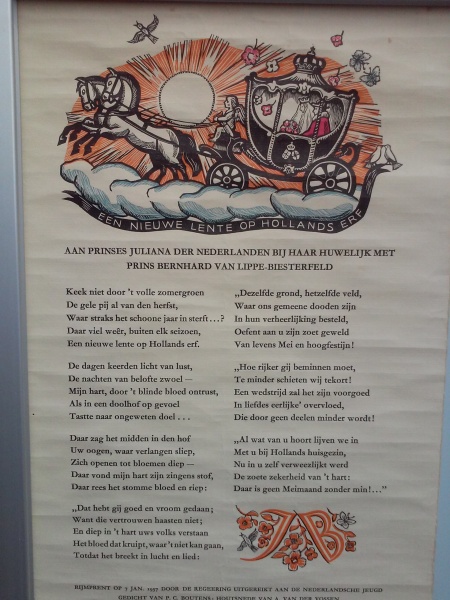 EEN NIEUWE LENTE OP HOLLANDS ERF
AAN PRINSES JULIANA DER NEDERLANDEN BIJ HAAR HUWELIJK MET
PRINS BERNHARD VAN LIPPE-BIESTERFELD
Keek niet door 't volle zomergroen
De gele pij al van den herfst,
Waar straks het schoone jaar in sterft...?
Daar viel weêr, buiten elk seizoen,
Een nieuwe lente op Hollands erf.
De dagen keerden licht van lust,
De nachten van belofte zwoel —
Mijn hart, door 't blinde bloed ontrust,
Als in een doolhof op gevoel
Tastte naar ongeweten doel...
Daar zag het midden in den hof
Uw oogen, waar verlangen sliep,
Zich openen tot bloemen diep —
Daar vond mijn hart zijn zingens stof,
Daar rees het stomme bloed en riep:
„Dat hebt gij goed en vroom gedaan;
Want die vertrouwen haasten niet;
En diep in 't hart uws volks verstaan
Het bloed dat kruipt, waar 't niet kan gaan,
Totdat het breekt in lucht en lied:
„Dezelfde grond, hetzelfde veld,
Waar ons gemeene dooden zijn
In hun verheerlijking besteld,
Oefent aan u zijn zoet geweld
Van levens Mei en hoogfestijn!
„Hoe rijker gij beminnen moet,
Te minder schieten wij tekort!
Een wedstrijd zal het zijn voorgoed
In liefdes eerlijke' overvloed,
Die door geen deelen minder wordt!
„Al wat van u hoort lijven we in
Met u bij Hollands huisgezin,
Nu in u zelf verweezlijkt werd
De zoete zekerheid van 't hart:
Daar is geen Meimaand zonder min!..."
JAB
RIJMPRENT OP 7 JAN. 1937 DOOR DE REGEERING UITGEREIKT AAN DE NEDERLANDSCHE JEUGD
GEDICHT VAN P. C. BOUTENS: HOUTSNEDE VAN A. VAN DER VOSSEN